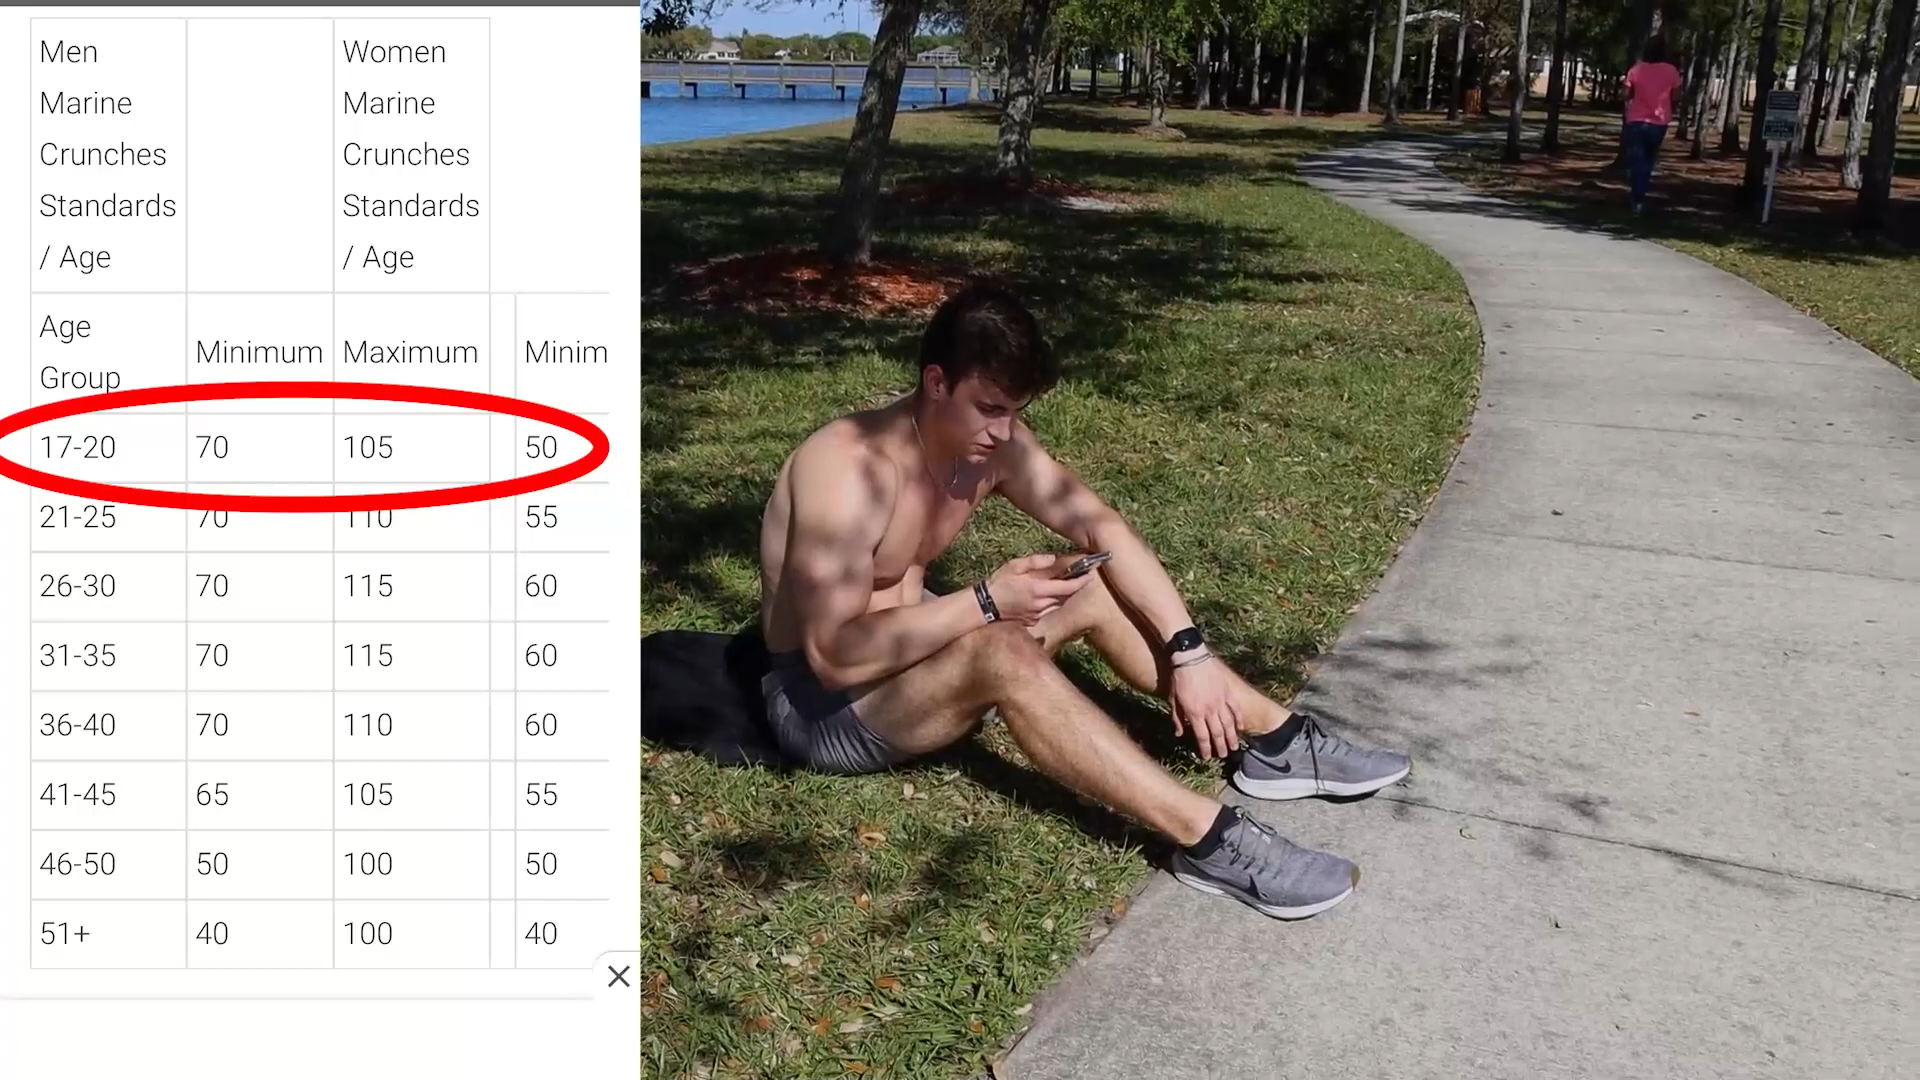 Men
Marine
Crunches
Standards
/ Age
Women
Marine
Crunches
Standards
/ Age
Age
Group
Minimum Maximum Minim
17-20 70 105 50
21-25 70 110 55
26-30 70 115 60
31-35 70 115 60
36-40 70 110 60
41-45 65 105 55
46-50 50 100 50
51+ 40 100 40